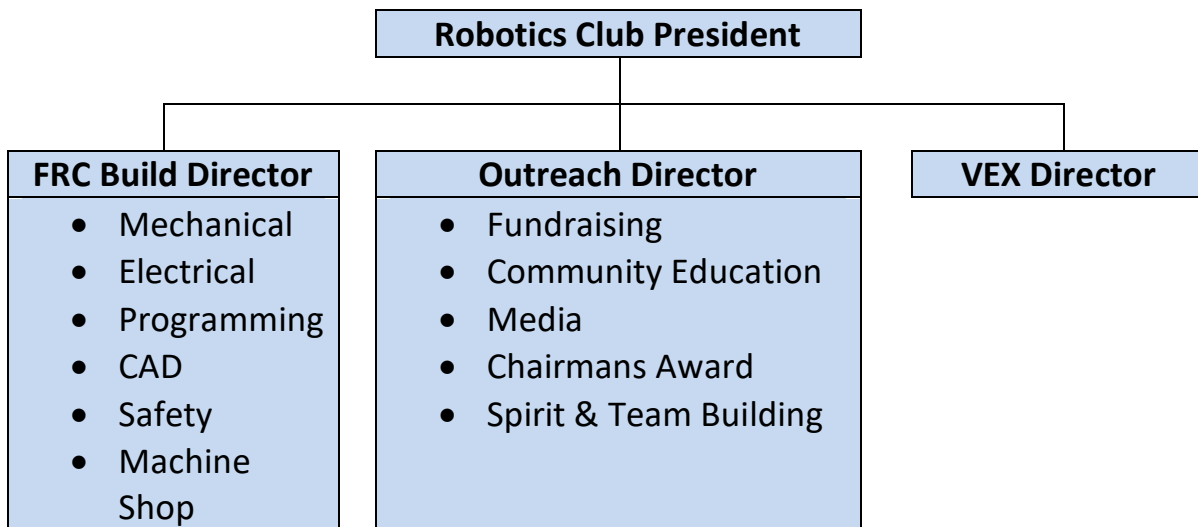 Robotics Club President
FRC Build Director
• Mechanical
• Electrical
• Programming
• CAD
• Safety
• Machine
Shop
Outreach Director
• Fundraising
• Community Education
• Media
• Chairmans Award
• Spirit & Team Building
VEX Director